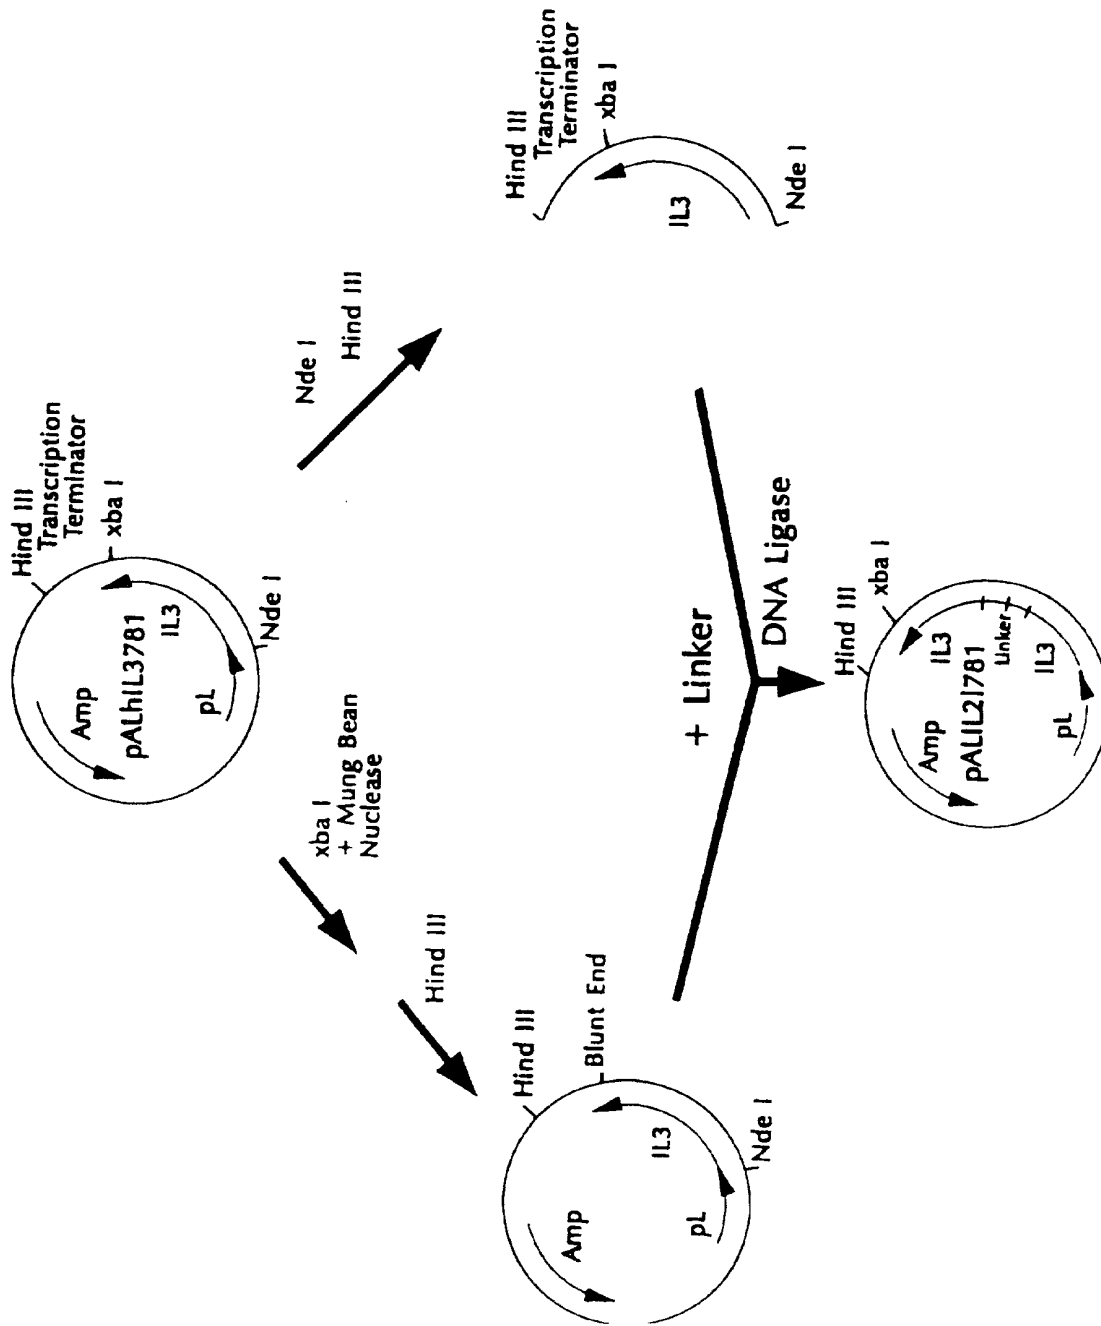 Hind III
Transcription
Terminator
xba I
Amp
pALhIL3781
IL3
pL
Nde I
xba I
+ Mung Bean
Nuclease
Hind III
Nde I
Hind III
Hind III
Blunt End
Amp
IL3
pL
Nde I
Hind III
Transcription
Terminator
xba I
IL3
Nde I
+ Linker
DNA Ligase
Hind III
xba I
Amp
IL3
pALIL2I781
Linker
IL3
pL